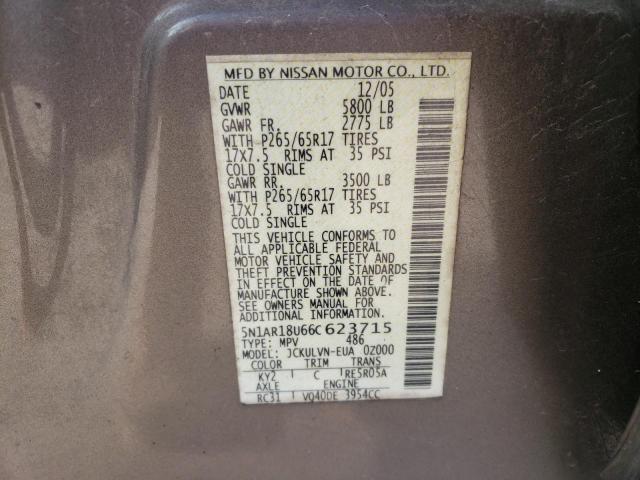 MFD BY NISSAN MOTOR CO., LTD.
DATE 12/05
GVWR 5800 LB
GAWR FR. 2775 LB
WITH P265/65R17 TIRES
17X7.5 RIMS AT 35 PSI
COLD SINGLE
GAWR RR. 3500 LB
WITH P265/65R17 TIRES
17X7.5 RIMS AT 35 PSI
COLD SINGLE
THIS VEHICLE CONFORMS TO
ALL APPLICABLE FEDERAL
MOTOR VEHICLE SAFETY AND
THEFT PREVENTION STANDARDS
IN EFFECT ON THE DATE OF
MANUFACTURE SHOWN ABOVE.
SEE OWNERS MANUAL FOR
ADDITIONAL INFORMATION.
5N1AR18U66C623715
TYPE: MPV 486
MODEL: JCKULVN-EUA 0Z000
COLOR TRIM TRANS
KY2 C RE5R05A
AXLE ENGINE
RC31 VQ40DE 3954CC